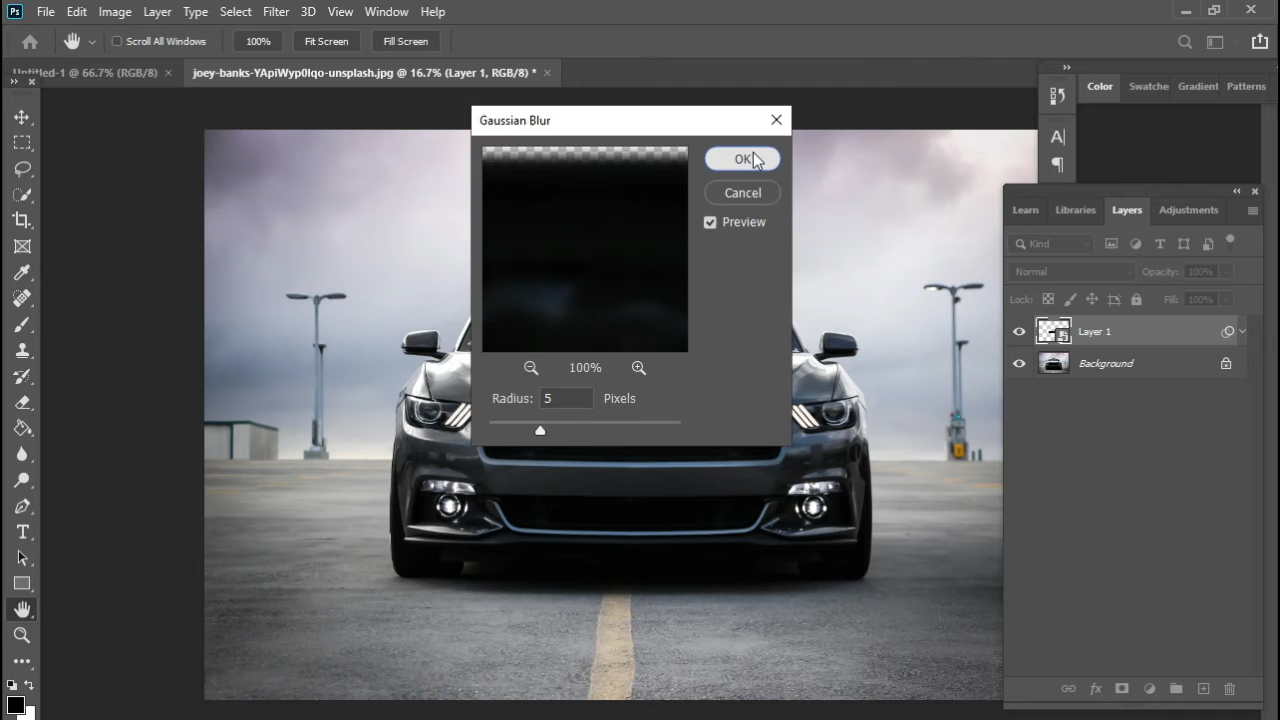 Ps File Edit Image Layer Type Select Filter 3D View Window Help
Scroll All Windows 100% Fit Screen Fill Screen
Untitled-1 @ 66.7% (RGB/8) × joey-banks-YApiWyp0lqo-unsplash.jpg @ 16.7% (Layer 1, RGB/8) * ×
Color Swatche Gradient Patterns
Gaussian Blur
OK
Cancel
Preview
100%
Radius: 5 Pixels
Learn Libraries Layers Adjustments
Kind
Normal Opacity: 100%
Lock: Fill: 100%
Layer 1
Background